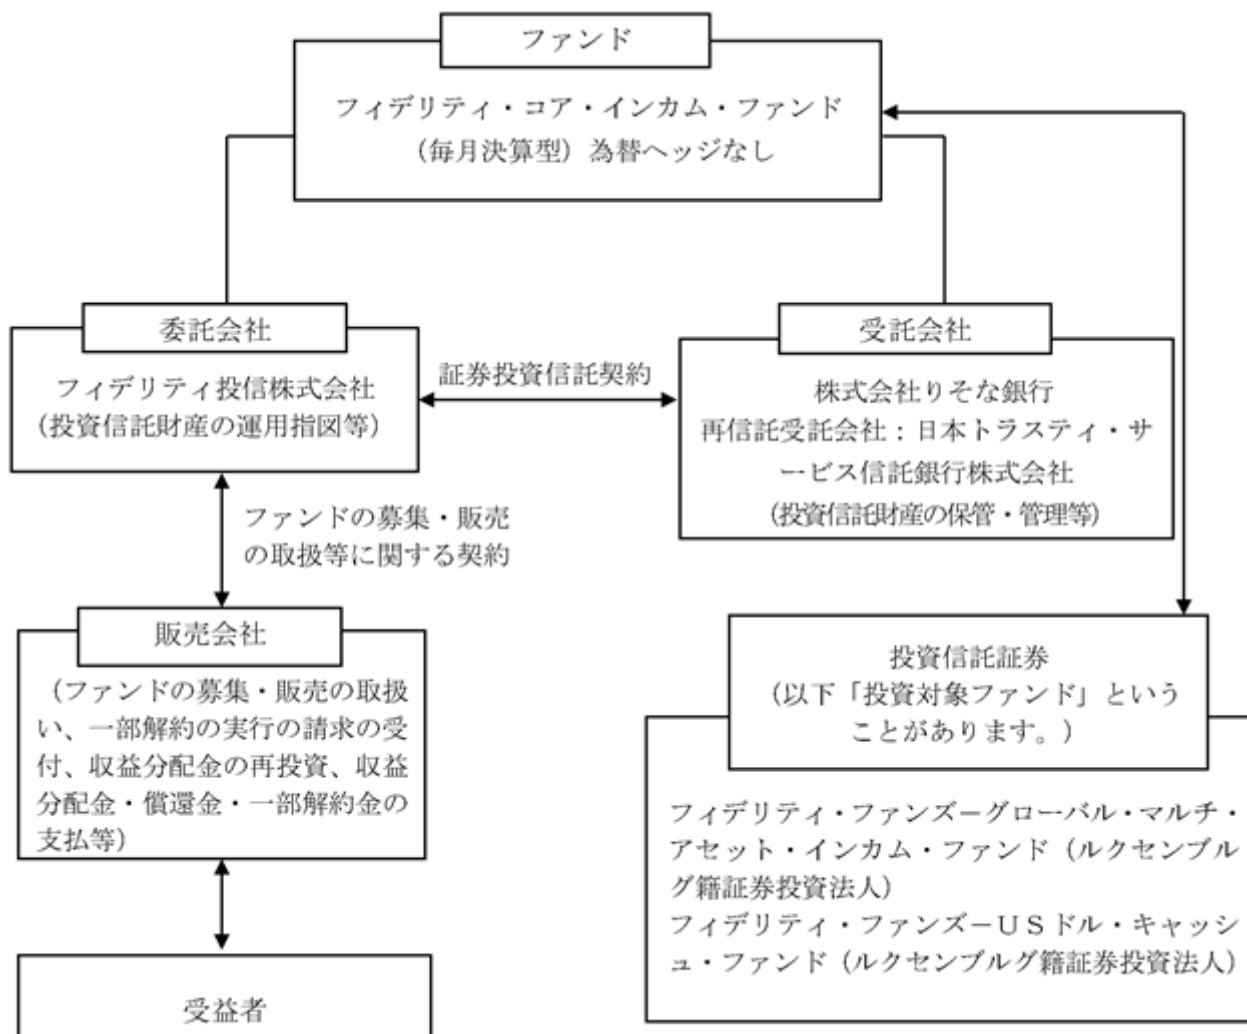 ファンド
フィデリティ・コア・インカム・ファンド
（毎月決算型）為替ヘッジなし
委託会社
フィデリティ投信株式会社
（投資信託財産の運用指図等）
証券投資信託契約
受託会社
株式会社りそな銀行
再信託受託会社：日本トラスティ・サ
ービス信託銀行株式会社
（投資信託財産の保管・管理等）
ファンドの募集・販売
の取扱等に関する契約
販売会社
（ファンドの募集・販売の取扱
い、一部解約の実行の請求の受
付、収益分配金の再投資、収益
分配金・償還金・一部解約金の
支払等）
投資信託証券
（以下「投資対象ファンド」という
ことがあります。）
フィデリティ・ファンズ－グローバル・マルチ・
アセット・インカム・ファンド（ルクセンブル
グ籍証券投資法人）
フィデリティ・ファンズ－ＵＳドル・キャッシ
ュ・ファンド（ルクセンブルグ籍証券投資法人）
受益者